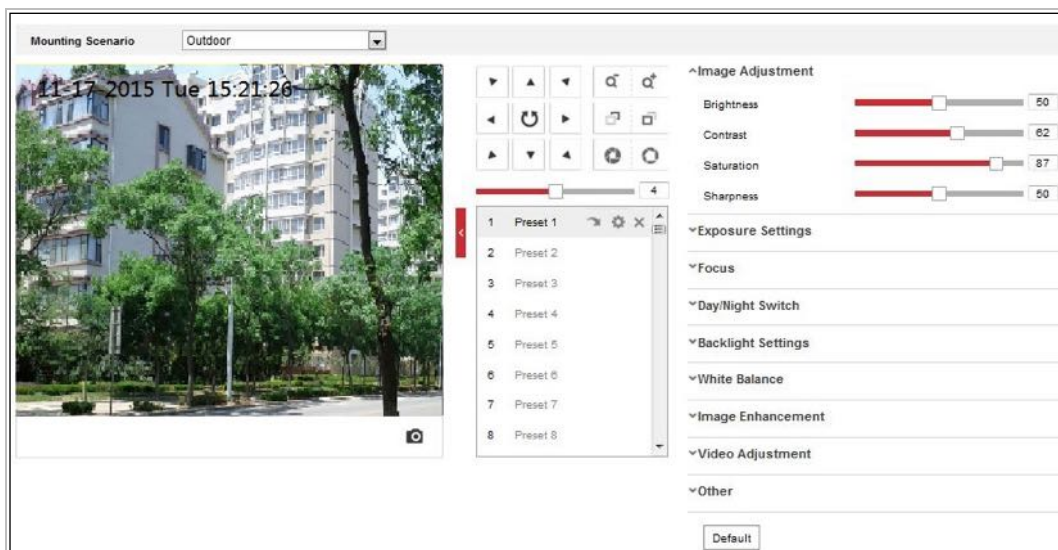 Mounting Scenario Outdoor
11-17-2015 Tue 15:21:26
4
1 Preset 1
2 Preset 2
3 Preset 3
4 Preset 4
5 Preset 5
6 Preset 6
7 Preset 7
8 Preset 8
Image Adjustment
Brightness 50
Contrast 62
Saturation 87
Sharpness 50
Exposure Settings
Focus
Day/Night Switch
Backlight Settings
White Balance
Image Enhancement
Video Adjustment
Other
Default